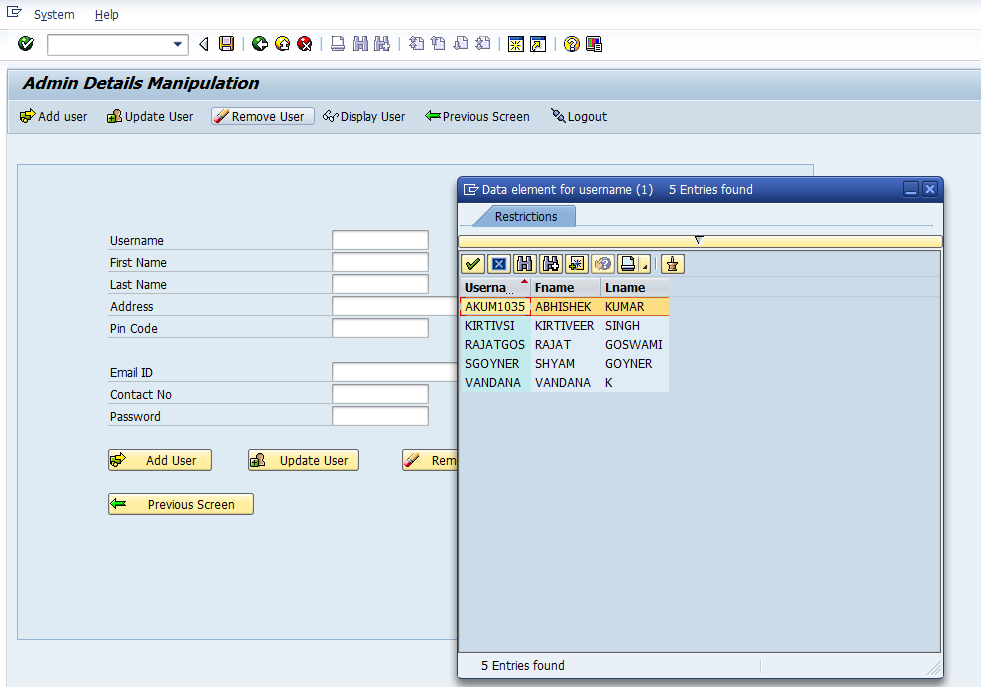 System Help
Admin Details Manipulation
Add user Update User Remove User Display User Previous Screen Logout
Data element for username (1) 5 Entries found
Restrictions
Username
First Name
Last Name
Address
Pin Code
Email ID
Contact No
Password
Add User Update User Rem
Previous Screen
Userna... Fname Lname
AKUM1035 ABHISHEK KUMAR
KIRTIVSI KIRTIVEER SINGH
RAJATGOS RAJAT GOSWAMI
SGOYNER SHYAM GOYNER
VANDANA VANDANA K
5 Entries found